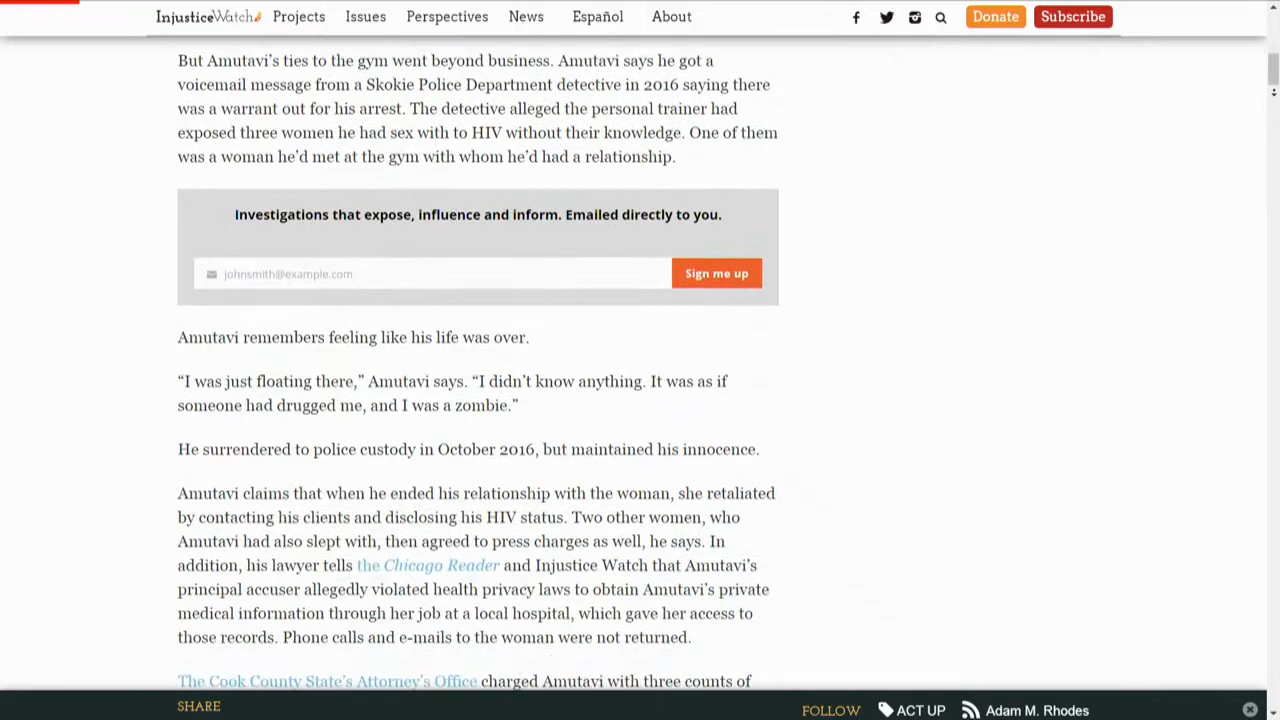 InjusticeWatch Projects Issues Perspectives News Español About Donate Subscribe
But Amutavi’s ties to the gym went beyond business. Amutavi says he got a
voicemail message from a Skokie Police Department detective in 2016 saying there
was a warrant out for his arrest. The detective alleged the personal trainer had
exposed three women he had sex with to HIV without their knowledge. One of them
was a woman he’d met at the gym with whom he’d had a relationship.
Investigations that expose, influence and inform. Emailed directly to you.
johnsmith@example.com Sign me up
Amutavi remembers feeling like his life was over.
“I was just floating there,” Amutavi says. “I didn’t know anything. It was as if
someone had drugged me, and I was a zombie.”
He surrendered to police custody in October 2016, but maintained his innocence.
Amutavi claims that when he ended his relationship with the woman, she retaliated
by contacting his clients and disclosing his HIV status. Two other women, who
Amutavi had also slept with, then agreed to press charges as well, he says. In
addition, his lawyer tells the Chicago Reader and Injustice Watch that Amutavi’s
principal accuser allegedly violated health privacy laws to obtain Amutavi’s private
medical information through her job at a local hospital, which gave her access to
those records. Phone calls and e-mails to the woman were not returned.
The Cook County State’s Attorney’s Office charged Amutavi with three counts of
SHARE FOLLOW ACT UP Adam M. Rhodes